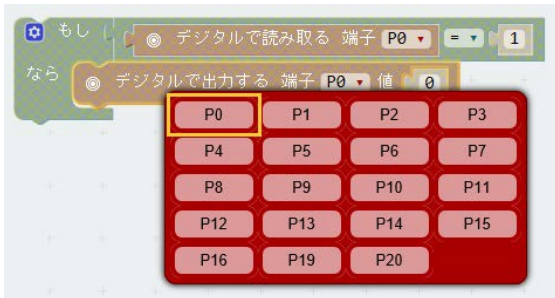 もし デジタルで読み取る 端子 P0 = 1
なら デジタルで出力する 端子 P0 値 0
P0 P1 P2 P3
P4 P5 P6 P7
P8 P9 P10 P11
P12 P13 P14 P15
P16 P19 P20